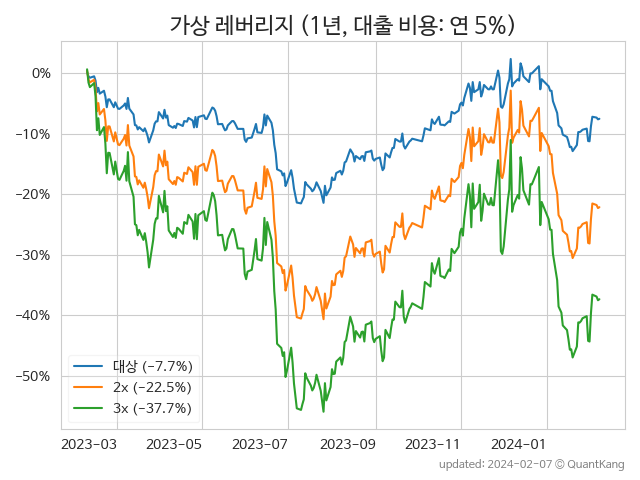 가상 레버리지 (1년, 대출 비용: 연 5%)
0%
−10%
−20%
−30%
−40%
−50%
대상 (−7.7%)
2x (−22.5%)
3x (−37.7%)
2023-03 2023-05 2023-07 2023-09 2023-11 2024-01
updated: 2024-02-07 © QuantKang